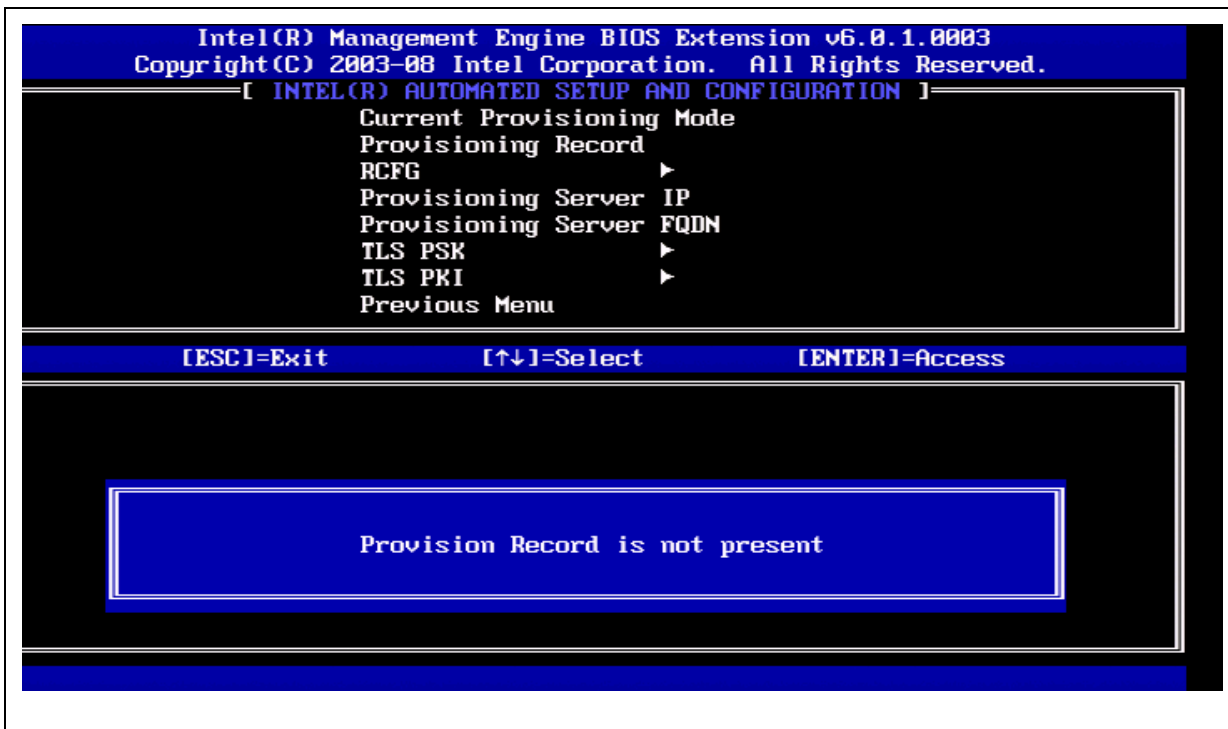 Intel(R) Management Engine BIOS Extension v6.0.1.0003
Copyright(C) 2003-08 Intel Corporation. All Rights Reserved.
[ INTEL(R) AUTOMATED SETUP AND CONFIGURATION ]
Current Provisioning Mode
Provisioning Record
RCFG ►
Provisioning Server IP
Provisioning Server FQDN
TLS PSK ►
TLS PKI ►
Previous Menu
[ESC]=Exit [↑↓]=Select [ENTER]=Access
Provision Record is not present